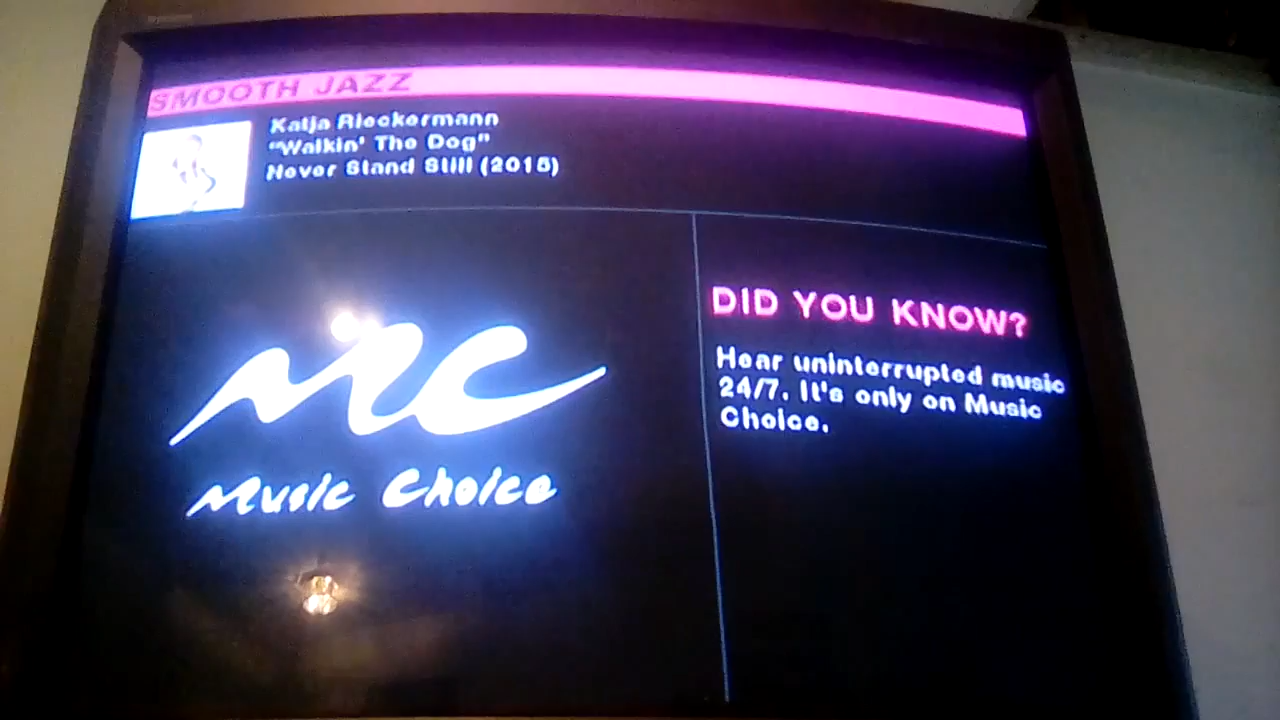 SMOOTH JAZZ
Katja Rieckermann
"Walkin' The Dog"
Never Stand Still (2015)
MC
Music Choice
DID YOU KNOW?
Hear uninterrupted music
24/7. It's only on Music
Choice.